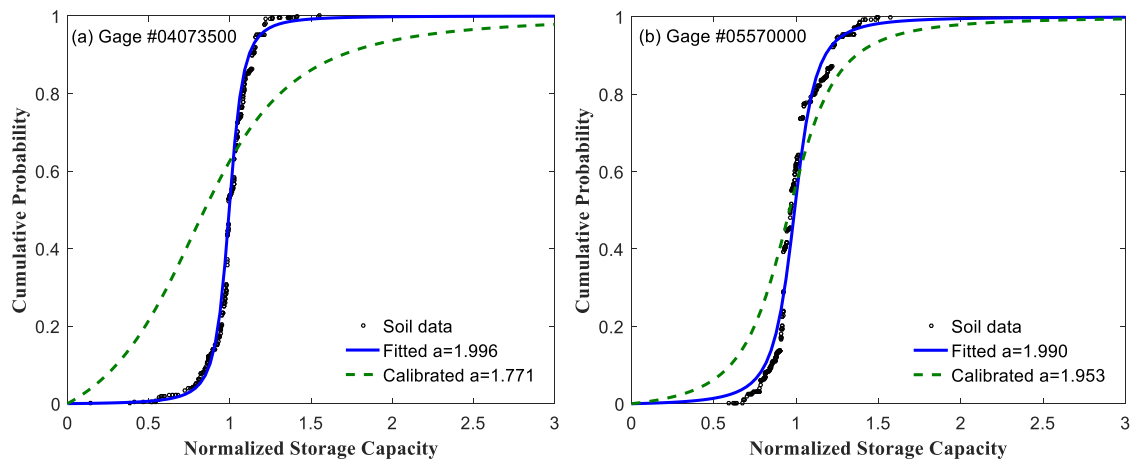 (a) Gage #04073500
Cumulative Probability
1
0.8
0.6
0.4
0.2
0
Soil data
Fitted a=1.996
Calibrated a=1.771
0
0.5
1
1.5
2
2.5
3
Normalized Storage Capacity
(b) Gage #05570000
Cumulative Probability
1
0.8
0.6
0.4
0.2
0
Soil data
Fitted a=1.990
Calibrated a=1.953
0
0.5
1
1.5
2
2.5
3
Normalized Storage Capacity